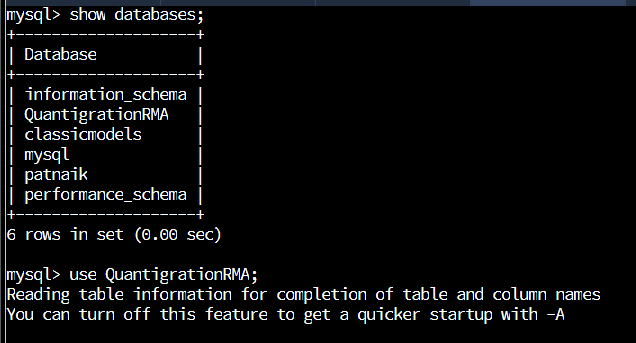 mysql> show databases;
+--------------------+
| Database           |
+--------------------+
| information_schema |
| QuantigrationRMA   |
| classicmodels      |
| mysql              |
| patnaik            |
| performance_schema |
+--------------------+
6 rows in set (0.00 sec)
mysql> use QuantigrationRMA;
Reading table information for completion of table and column names
You can turn off this feature to get a quicker startup with -A